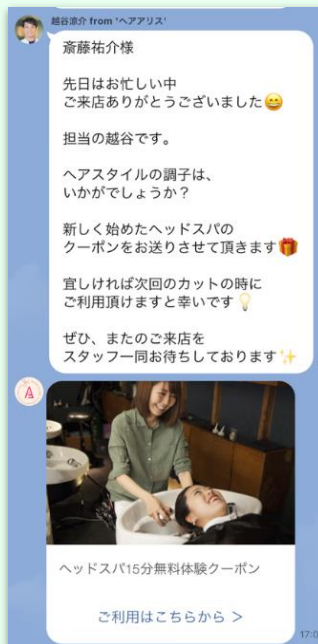 越谷涼介 from 'ヘアアリス'
斎藤祐介様
先日はお忙しい中
ご来店ありがとうございました😄
担当の越谷です。
ヘアスタイルの調子は、
いかがでしょうか？
新しく始めたヘッドスパの
クーポンをお送りさせて頂きます🎁
宜しければ次回のカットの時に
ご利用頂けますと幸いです💡
ぜひ、またのご来店を
スタッフ一同お待ちしております✨
A
ヘッドスパ15分無料体験クーポン
ご利用はこちらから ＞